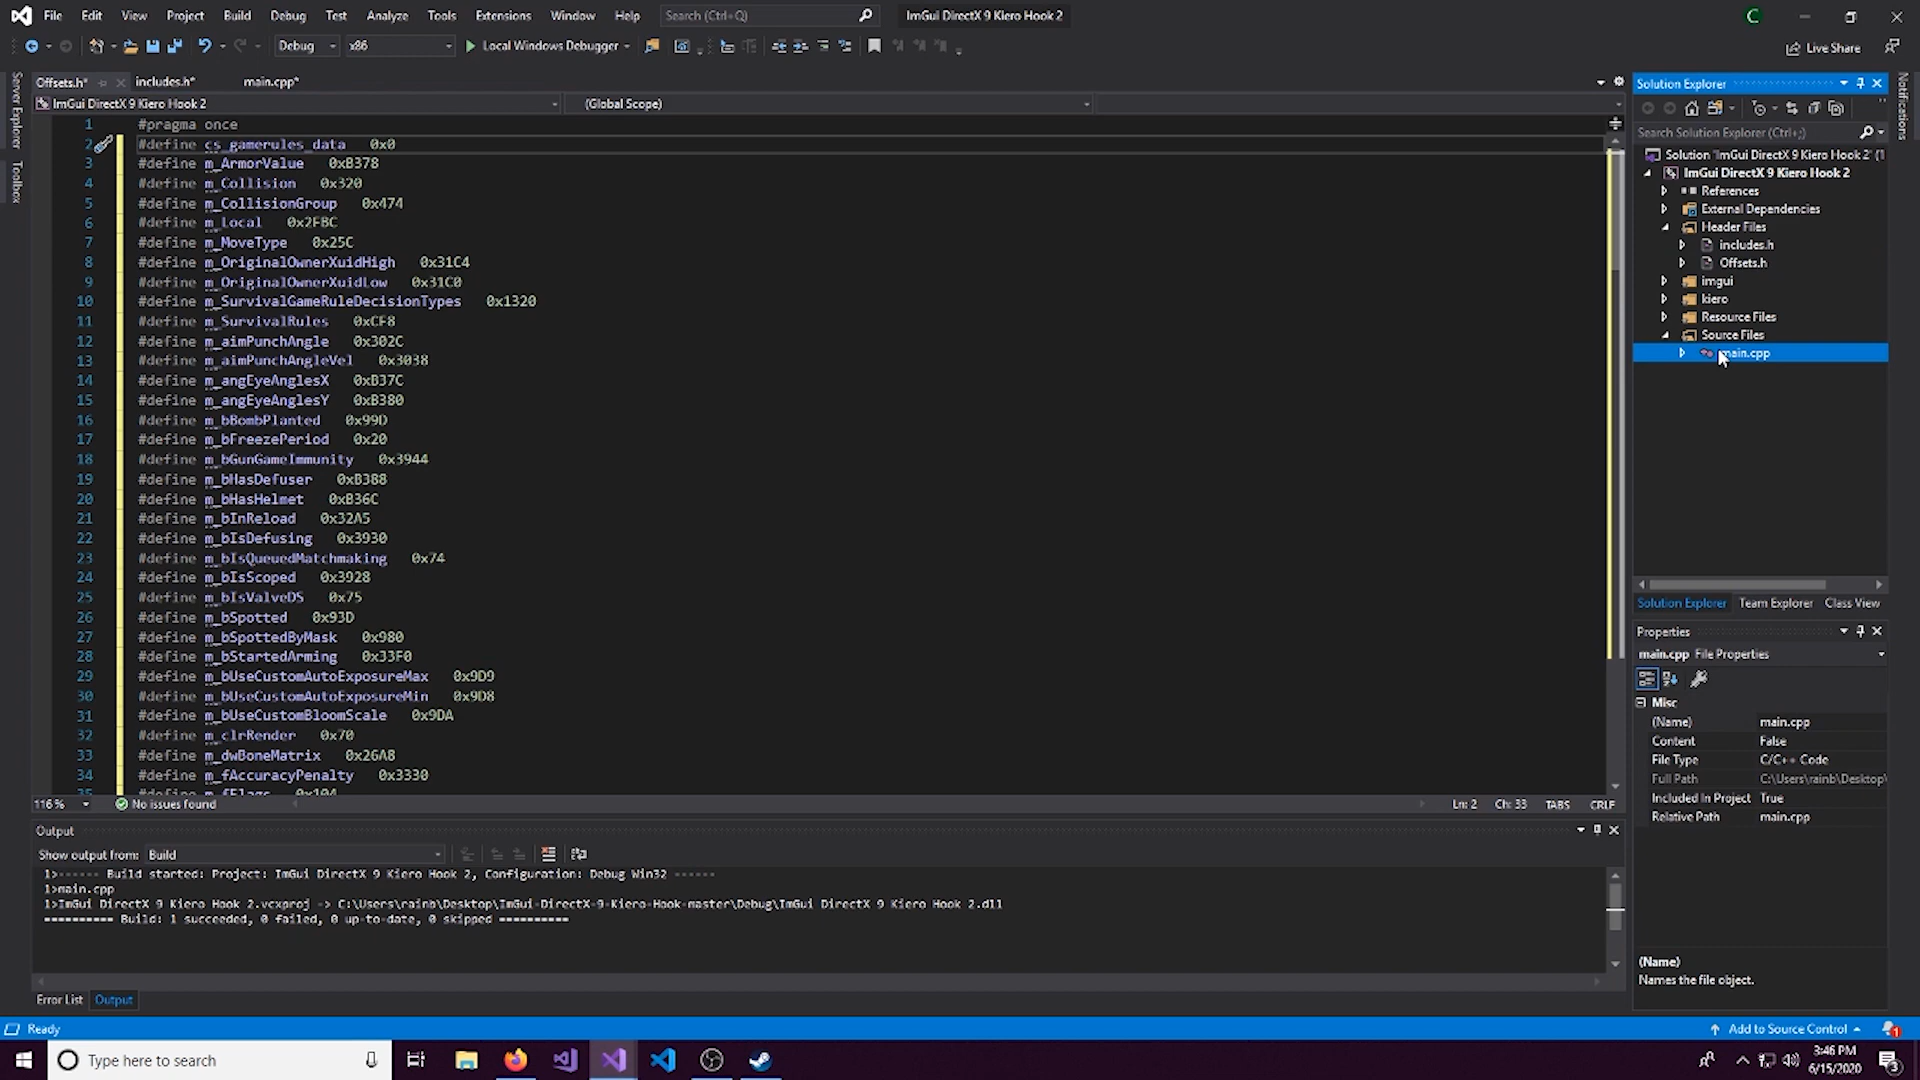 File Edit View Project Build Debug Test Analyze Tools Extensions Window Help Search (Ctrl+Q) ImGui DirectX 9 Kiero Hook 2 C
Debug x86 Local Windows Debugger Live Share
Server Explorer
Toolbox
Offsets.h* includes.h* main.cpp*
ImGui DirectX 9 Kiero Hook 2 (Global Scope)
1 #pragma once
2 #define cs_gamerules_data 0x0
3 #define m_ArmorValue 0xB378
4 #define m_Collision 0x320
5 #define m_CollisionGroup 0x474
6 #define m_Local 0x2FBC
7 #define m_MoveType 0x25C
8 #define m_OriginalOwnerXuidHigh 0x31C4
9 #define m_OriginalOwnerXuidLow 0x31C0
10 #define m_SurvivalGameRuleDecisionTypes 0x1320
11 #define m_SurvivalRules 0xCF8
12 #define m_aimPunchAngle 0x302C
13 #define m_aimPunchAngleVel 0x3038
14 #define m_angEyeAnglesX 0xB37C
15 #define m_angEyeAnglesY 0xB380
16 #define m_bBombPlanted 0x99D
17 #define m_bFreezePeriod 0x20
18 #define m_bGunGameImmunity 0x3944
19 #define m_bHasDefuser 0xB388
20 #define m_bHasHelmet 0xB36C
21 #define m_bInReload 0x32A5
22 #define m_bIsDefusing 0x3930
23 #define m_bIsQueuedMatchmaking 0x74
24 #define m_bIsScoped 0x3928
25 #define m_bIsValveDS 0x75
26 #define m_bSpotted 0x93D
27 #define m_bSpottedByMask 0x980
28 #define m_bStartedArming 0x33F0
29 #define m_bUseCustomAutoExposureMax 0x9D9
30 #define m_bUseCustomAutoExposureMin 0x9D8
31 #define m_bUseCustomBloomScale 0x9DA
32 #define m_clrRender 0x70
33 #define m_dwBoneMatrix 0x26A8
34 #define m_fAccuracyPenalty 0x3330
35 #define m_fFlags 0x104
116 % No issues found Ln: 2 Ch: 33 TABS CRLF
Output
Show output from: Build
1>------ Build started: Project: ImGui DirectX 9 Kiero Hook 2, Configuration: Debug Win32 ------
1>main.cpp
1>ImGui DirectX 9 Kiero Hook 2.vcxproj -> C:\Users\rainb\Desktop\ImGui-DirectX-9-Kiero-Hook-master\Debug\ImGui DirectX 9 Kiero Hook 2.dll
========== Build: 1 succeeded, 0 failed, 0 up-to-date, 0 skipped ==========
Error List Output
Solution Explorer
Search Solution Explorer (Ctrl+;)
Solution 'ImGui DirectX 9 Kiero Hook 2' (1
ImGui DirectX 9 Kiero Hook 2
References
External Dependencies
Header Files
includes.h
Offsets.h
imgui
kiero
Resource Files
Source Files
main.cpp
Solution Explorer Team Explorer Class View
Properties
main.cpp File Properties
Misc
(Name) main.cpp
Content False
File Type C/C++ Code
Full Path C:\Users\rainb\Desktop\
Included In Project True
Relative Path main.cpp
(Name)
Names the file object.
Notifications
Ready Add to Source Control 1
Type here to search
3:46 PM
6/15/2020
3